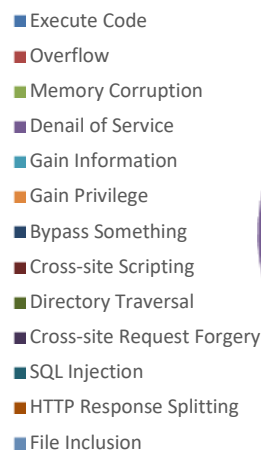 Execute Code
Overflow
Memory Corruption
Denail of Service
Gain Information
Gain Privilege
Bypass Something
Cross-site Scripting
Directory Traversal
Cross-site Request Forgery
SQL Injection
HTTP Response Splitting
File Inclusion